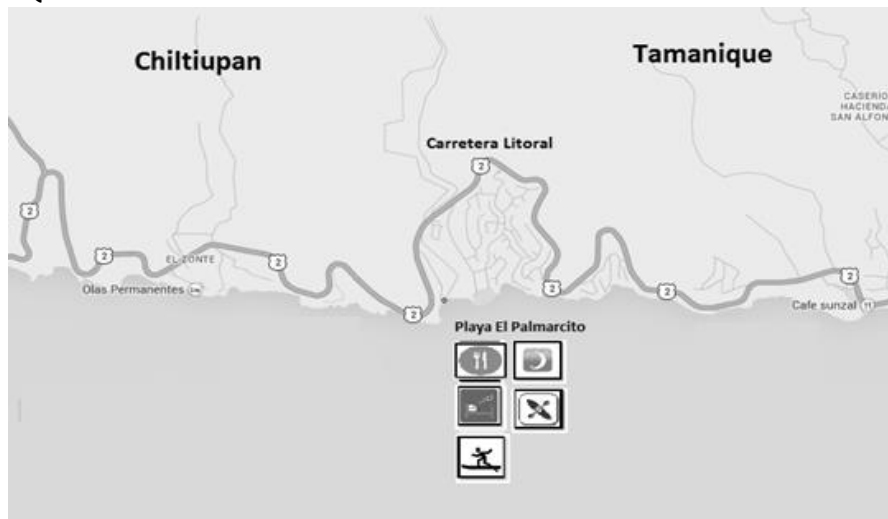 Chiltiupan
Tamanique
CASERIO
HACIENDA
SAN ALFON
Carretera Litoral
2
2
2
EL ZONTE
2
2
2
2
2
Olas Permanentes
Cafe sunzal
2
Playa El Palmarcito